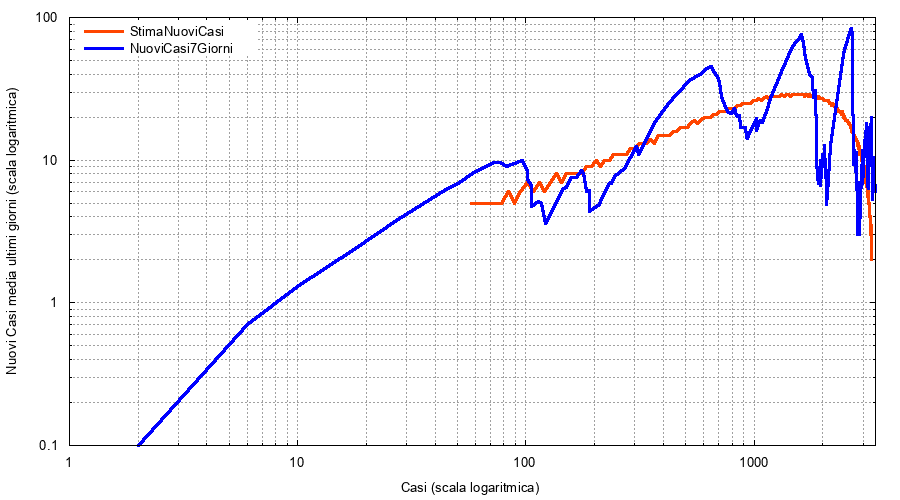 StimaNuoviCasi
NuoviCasi7Giorni
Nuovi Casi media ultimi giorni (scala logaritmica)
100
10
1
0.1
1
10
100
1000
Casi (scala logaritmica)